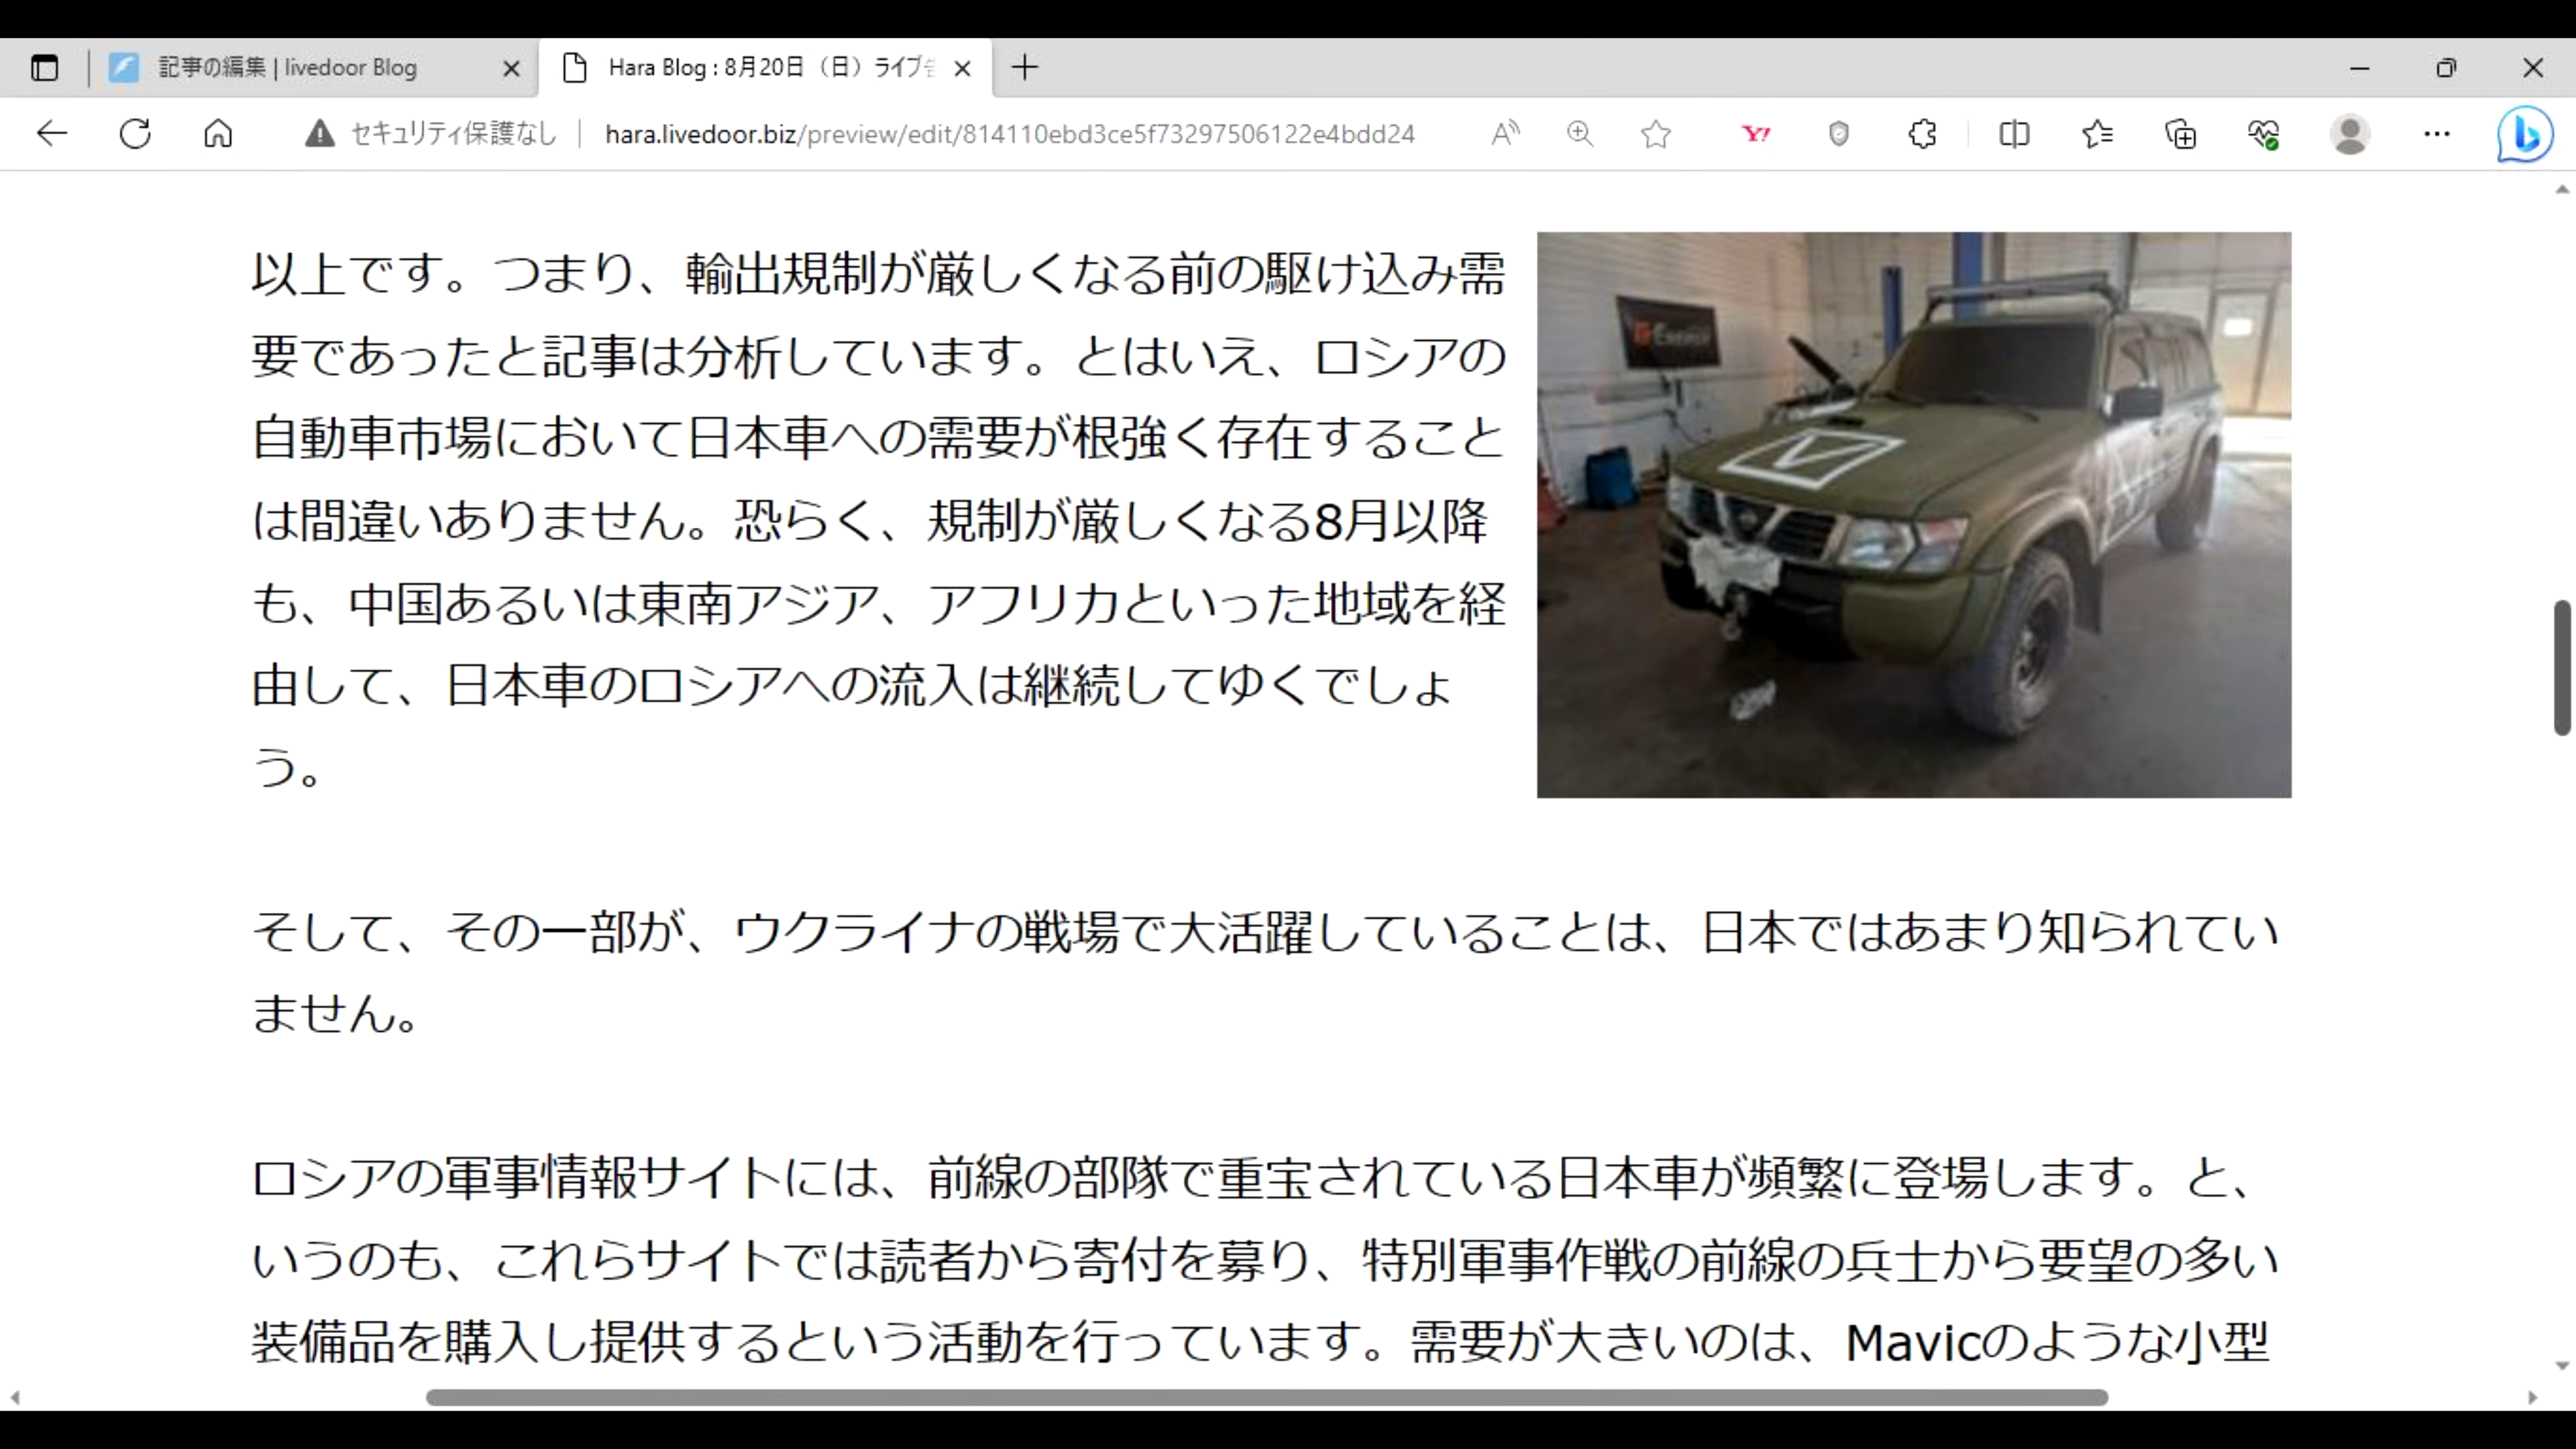 記事の編集 | livedoor Blog
Hara Blog : 8月20日（日）ライブ
セキュリティ保護なし
hara.livedoor.biz/preview/edit/814110ebd3ce5f73297506122e4bdd24
以上です。つまり、輸出規制が厳しくなる前の駆け込み需
要であったと記事は分析しています。とはいえ、ロシアの
自動車市場において日本車への需要が根強く存在すること
は間違いありません。恐らく、規制が厳しくなる8月以降
も、中国あるいは東南アジア、アフリカといった地域を経
由して、日本車のロシアへの流入は継続してゆくでしょ
う。
V
そして、その一部が、ウクライナの戦場で大活躍していることは、日本ではあまり知られてい
ません。
ロシアの軍事情報サイトには、前線の部隊で重宝されている日本車が頻繁に登場します。と、
いうのも、これらサイトでは読者から寄付を募り、特別軍事作戦の前線の兵士から要望の多い
装備品を購入し提供するという活動を行っています。需要が大きいのは、Mavicのような小型